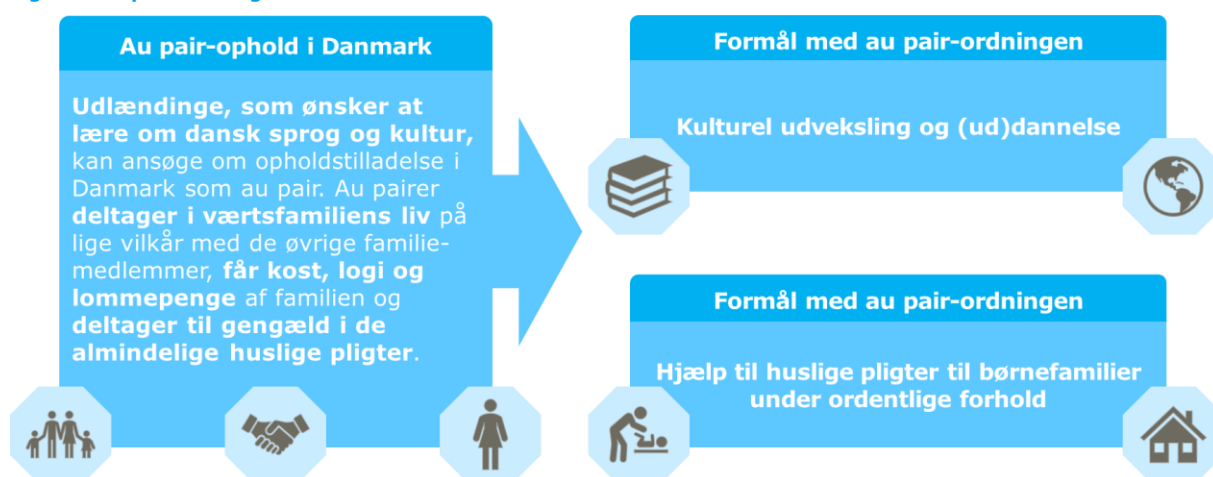 Au pair-ophold i Danmark
Udlændinge, som ønsker at
lære om dansk sprog og kultur,
kan ansøge om opholdstilladelse i
Danmark som au pair. Au pairer
deltager i værtsfamiliens liv på
lige vilkår med de øvrige familie-
medlemmer, får kost, logi og
lommepenge af familien og
deltager til gengæld i de
almindelige huslige pligter.
Formål med au pair-ordningen
Kulturel udveksling og (ud)dannelse
Formål med au pair-ordningen
Hjælp til huslige pligter til børnefamilier
under ordentlige forhold